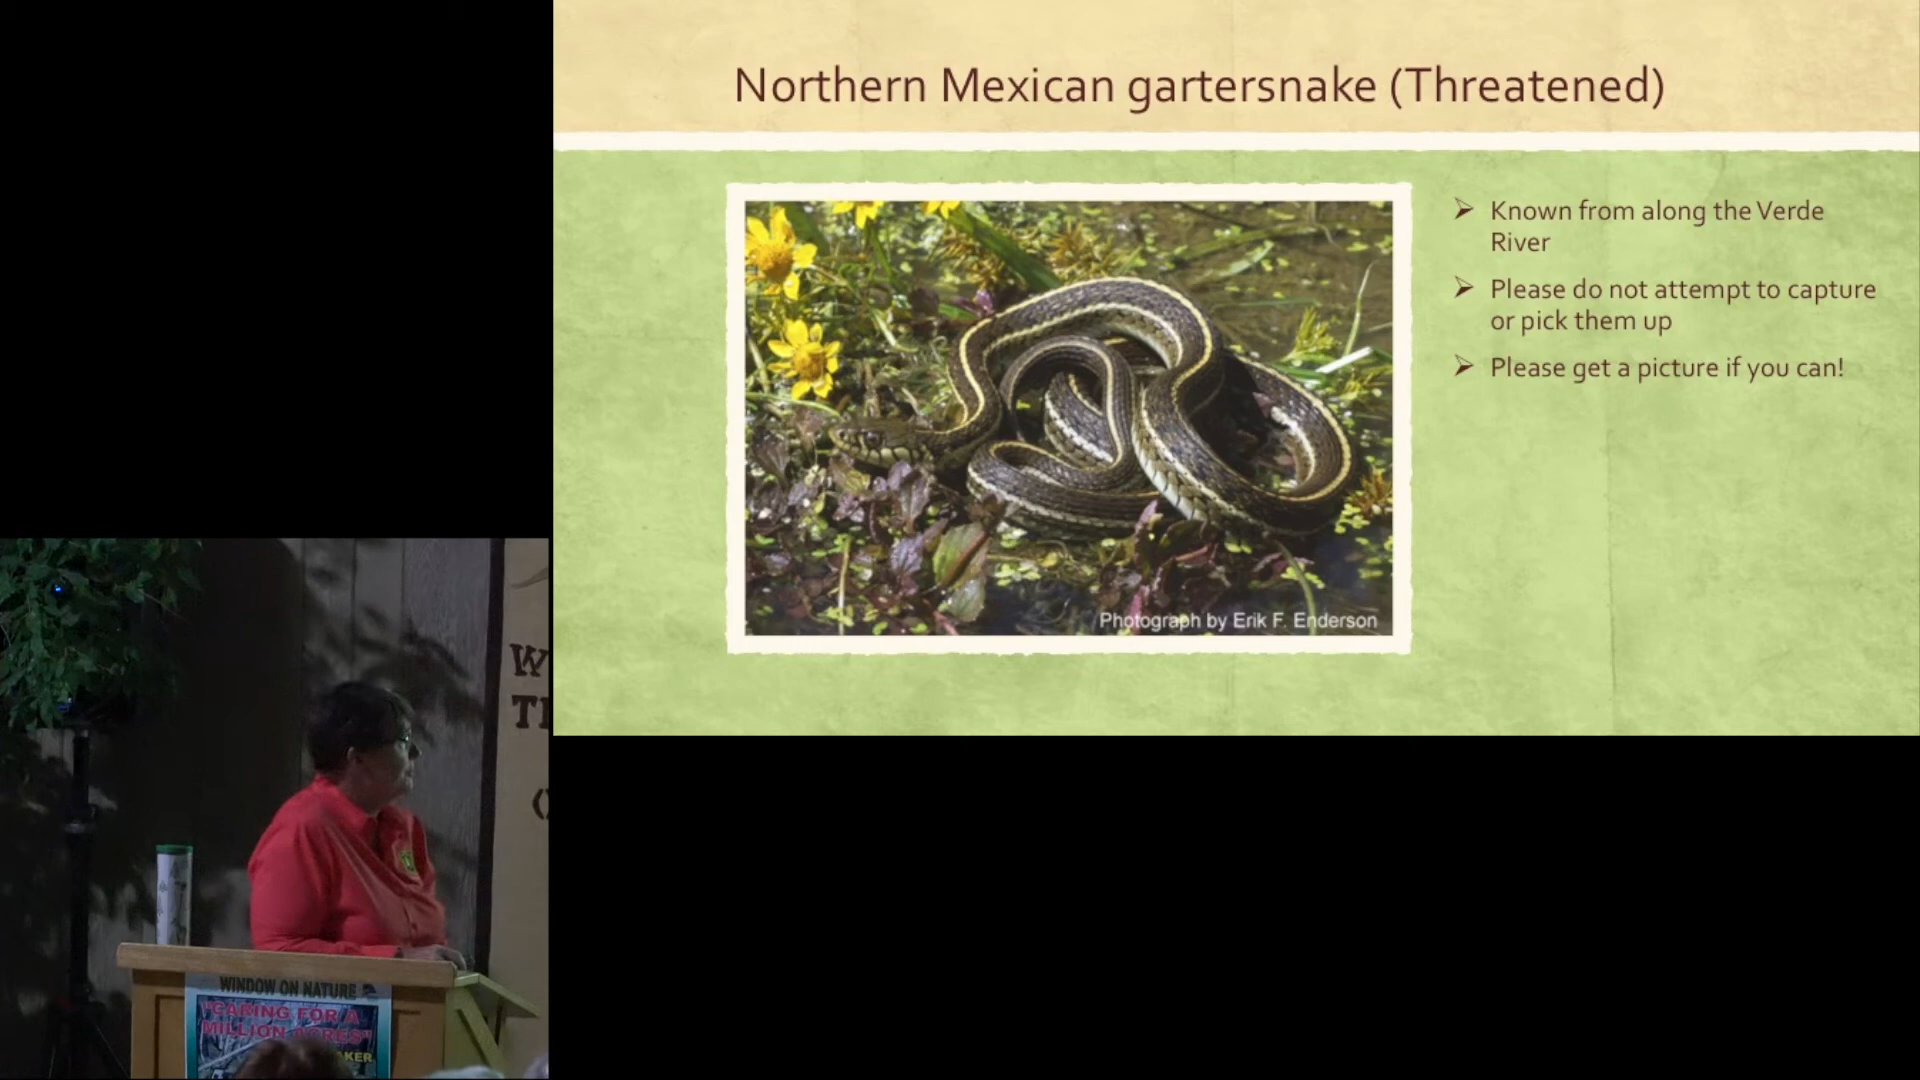 Northern Mexican gartersnake (Threatened)
Known from along the Verde
River
Please do not attempt to capture
or pick them up
Please get a picture if you can!
Photograph by Erik F. Enderson
WINDOW ON NATURE
"CARING FOR A
MILLION ACRES"